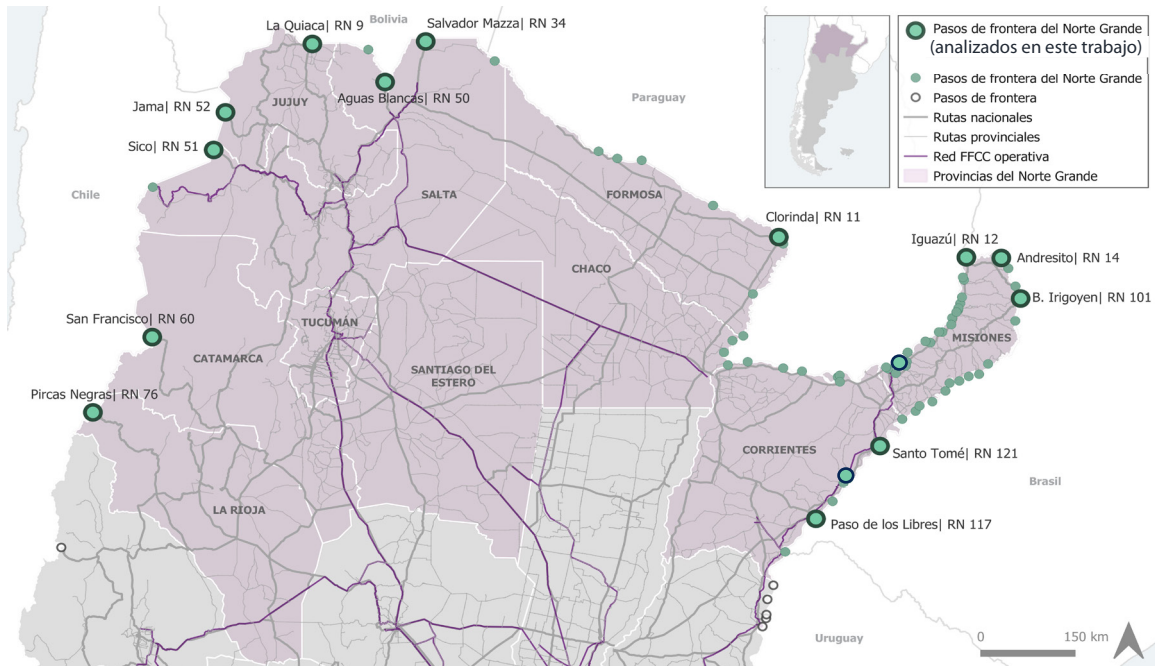 Bolivia
La Quiaca| RN 9
Salvador Mazza | RN 34
Aguas Blancas| RN 50
Jama| RN 52
JUJUY
Sico| RN 51
Paraguay
Chile
SALTA
FORMOSA
Clorinda| RN 11
Iguazú| RN 12
Andresito| RN 14
CHACO
B. Irigoyen| RN 101
San Francisco| RN 60
TUCUMÁN
CATAMARCA
MISIONES
SANTIAGO DEL
ESTERO
Pircas Negras| RN 76
CORRIENTES
Santo Tomé| RN 121
Brasil
LA RIOJA
Paso de los Libres| RN 117
Uruguay
0
150 km
Pasos de frontera del Norte Grande
(analizados en este trabajo)
Pasos de frontera del Norte Grande
Pasos de frontera
Rutas nacionales
Rutas provinciales
Red FFCC operativa
Provincias del Norte Grande